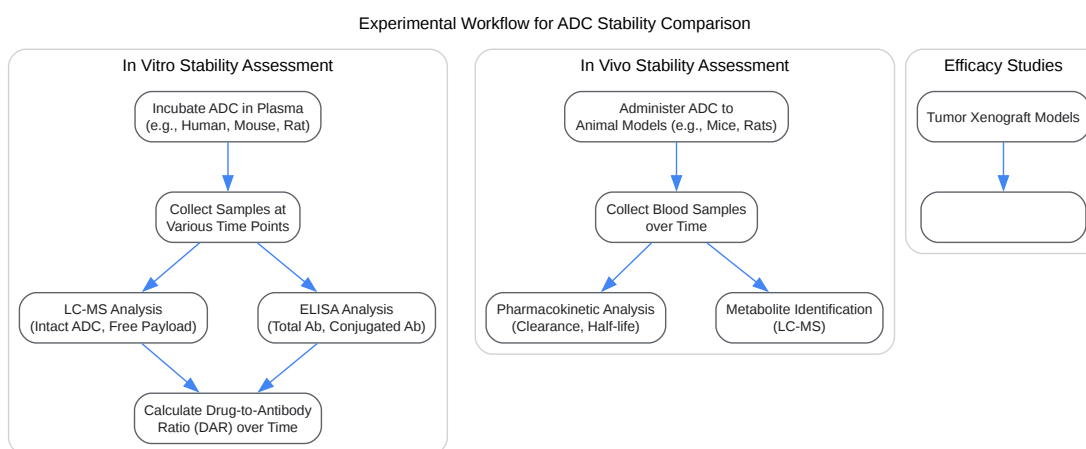 Experimental Workflow for ADC Stability Comparison
In Vitro Stability Assessment
Incubate ADC in Plasma
(e.g., Human, Mouse, Rat)
Collect Samples at
Various Time Points
LC-MS Analysis
(Intact ADC, Free Payload)
ELISA Analysis
(Total Ab, Conjugated Ab)
Calculate Drug-to-Antibody
Ratio (DAR) over Time
In Vivo Stability Assessment
Administer ADC to
Animal Models (e.g., Mice, Rats)
Collect Blood Samples
over Time
Pharmacokinetic Analysis
(Clearance, Half-life)
Metabolite Identification
(LC-MS)
Efficacy Studies
Tumor Xenograft Models